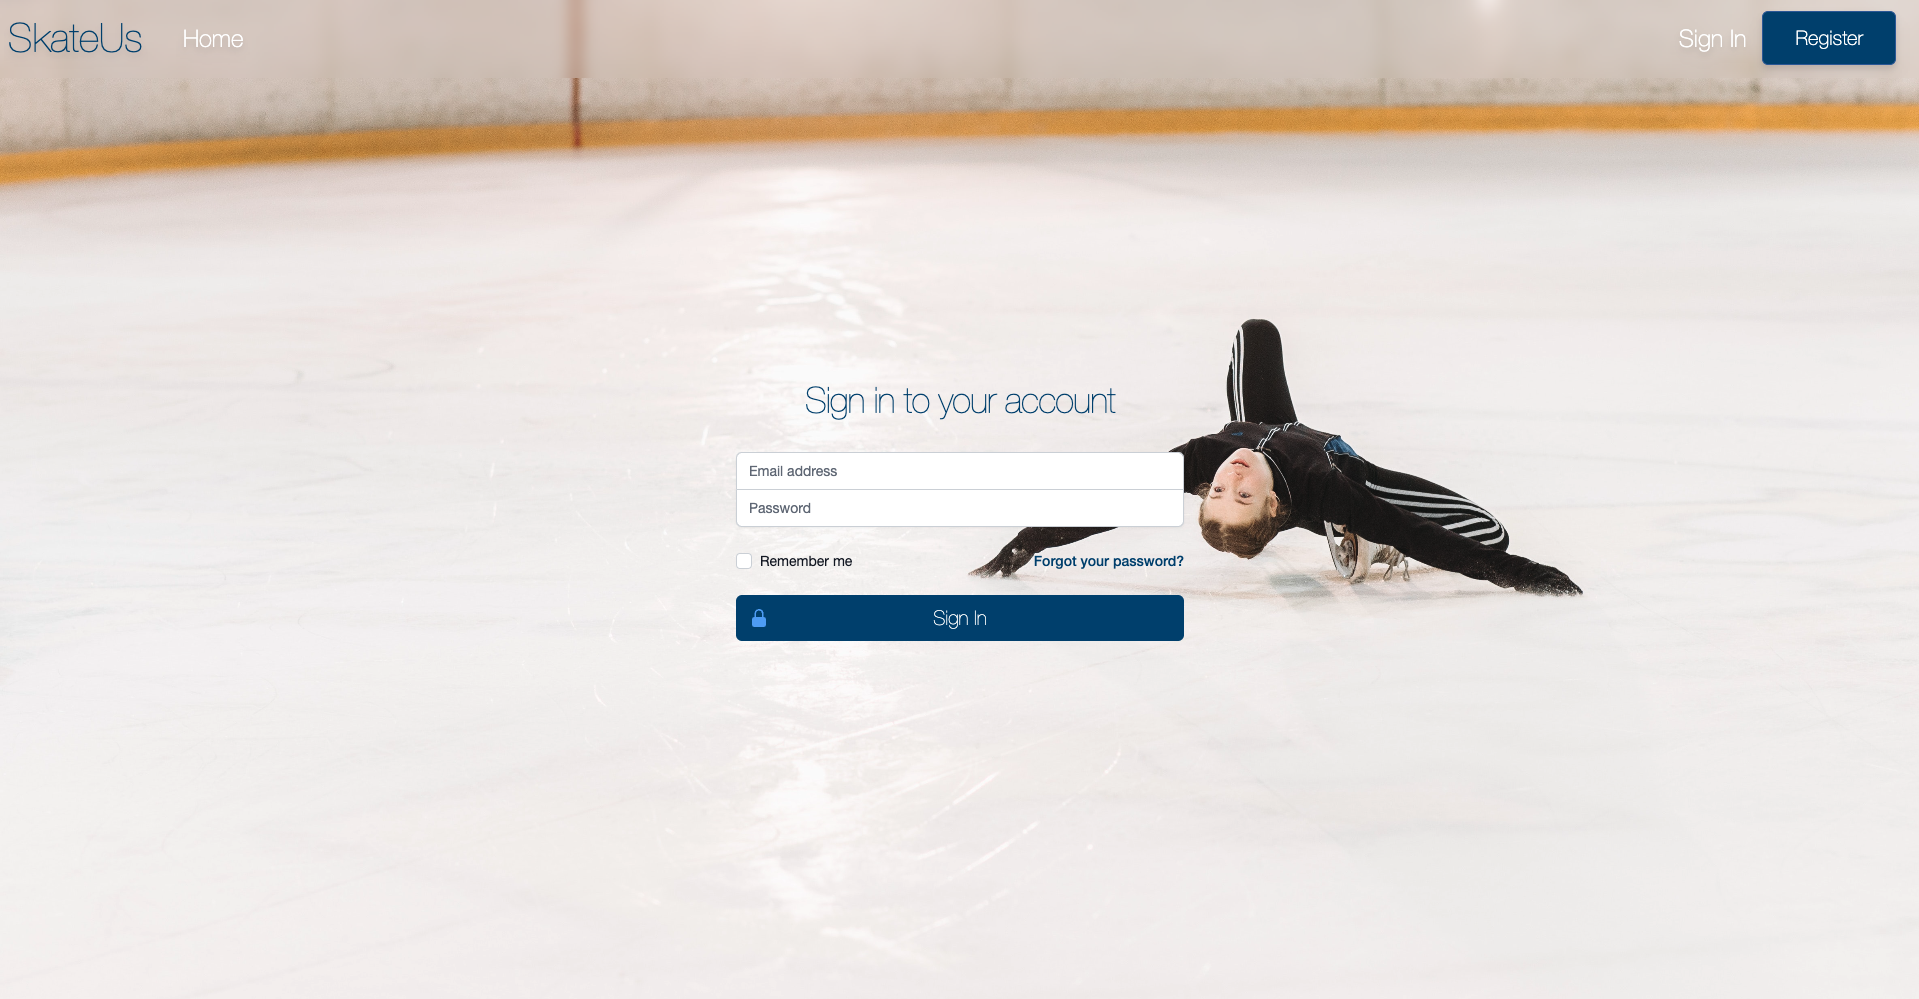 SkateUs
Home
Sign In
Register
Sign in to your account
Email address
Password
Remember me
Forgot your password?
Sign In